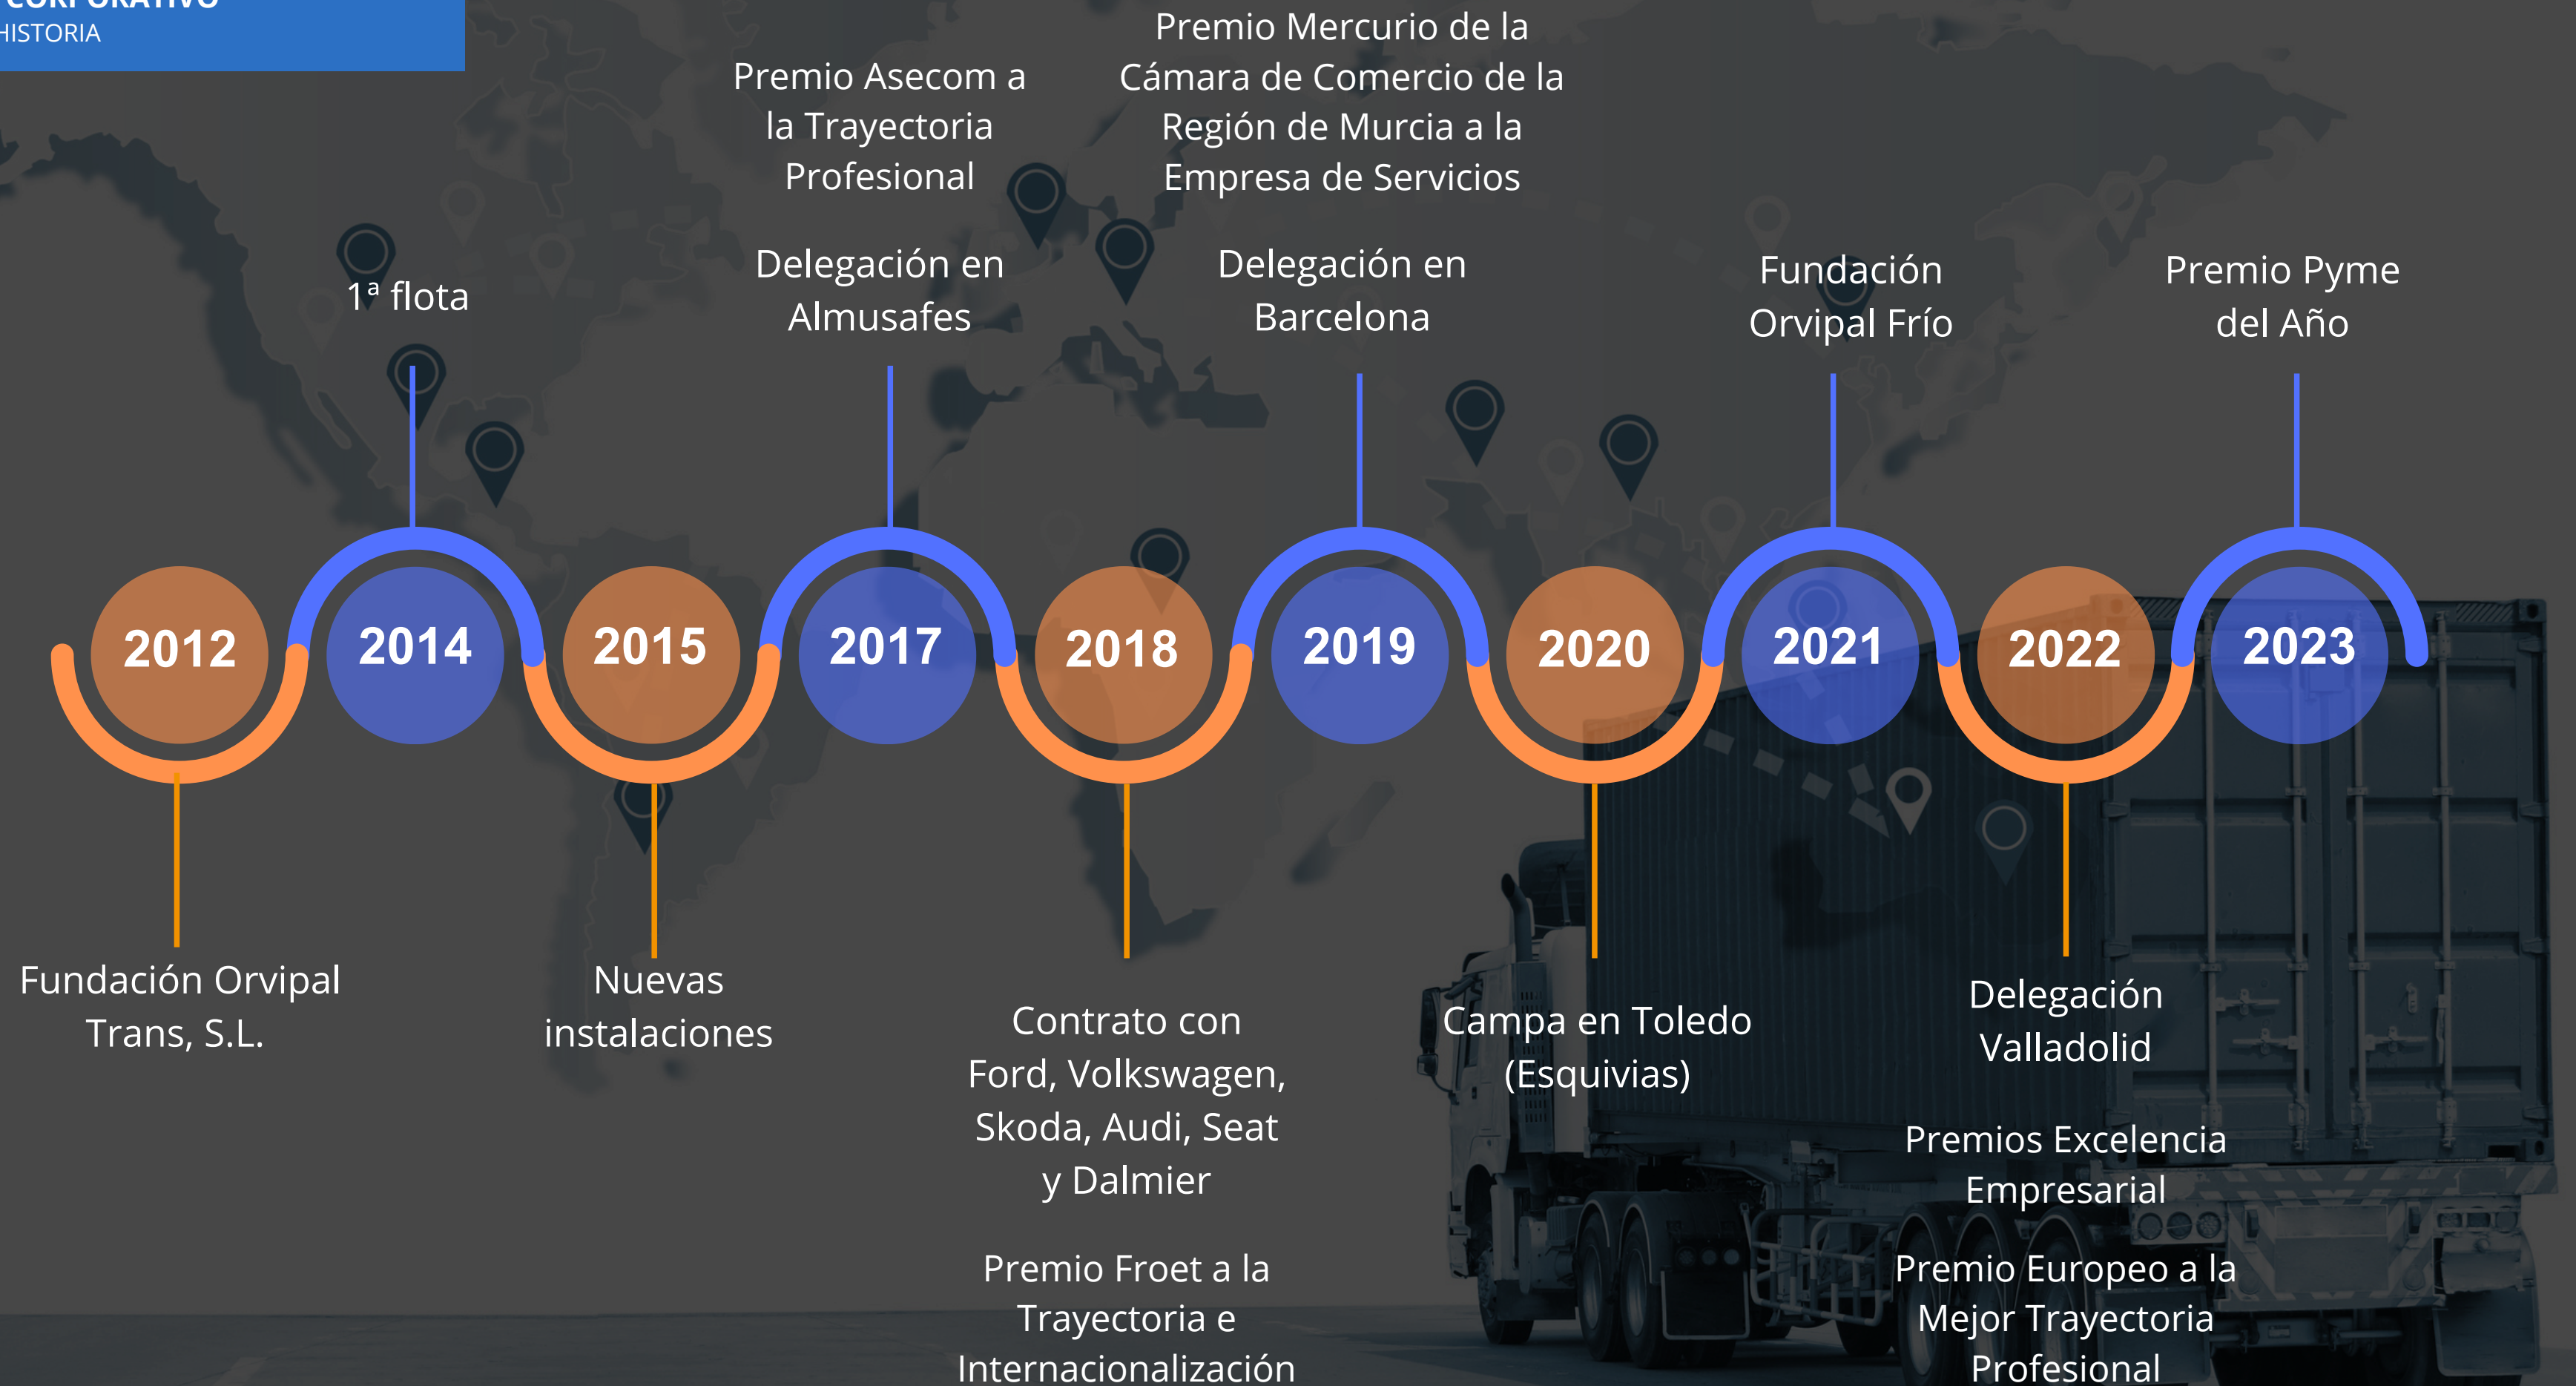 CORPORATIVO
HISTORIA
Premio Asecom a
la Trayectoria
Profesional
Premio Mercurio de la
Cámara de Comercio de la
Región de Murcia a la
Empresa de Servicios
1ª flota
Delegación en
Almusafes
Delegación en
Barcelona
Fundación
Orvipal Frío
Premio Pyme
del Año
2012
2014
2015
2017
2018
2019
2020
2021
2022
2023
Fundación Orvipal
Trans, S.L.
Nuevas
instalaciones
Contrato con
Ford, Volkswagen,
Skoda, Audi, Seat
y Dalmier
Premio Froet a la
Trayectoria e
Internacionalización
Campa en Toledo
(Esquivias)
Delegación
Valladolid
Premios Excelencia
Empresarial
Premio Europeo a la
Mejor Trayectoria
Profesional